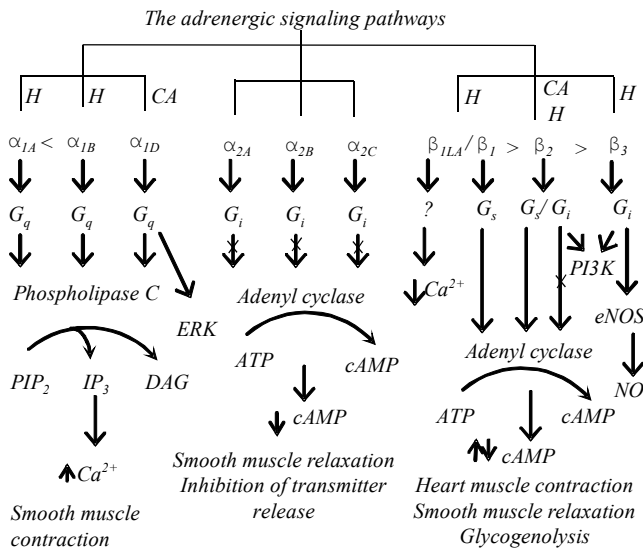 The adrenergic signaling pathways
H H CA H CA H
H
α1A < α1B α1D α2A α2B α2C β1LA / β1 > β2 > β3
Gq Gq Gq Gi Gi Gi ? Gs Gs/ Gi Gi
PI3K
Phospholipase C Adenyl cyclase Ca2+ eNOS
ERK
Adenyl cyclase
ATP cAMP
PIP2 IP3 DAG NO
ATP cAMP
cAMP
Ca2+ cAMP
Smooth muscle relaxation
Inhibition of transmitter
release
Heart muscle contraction
Smooth muscle relaxation
Glycogenolysis
Smooth muscle
contraction